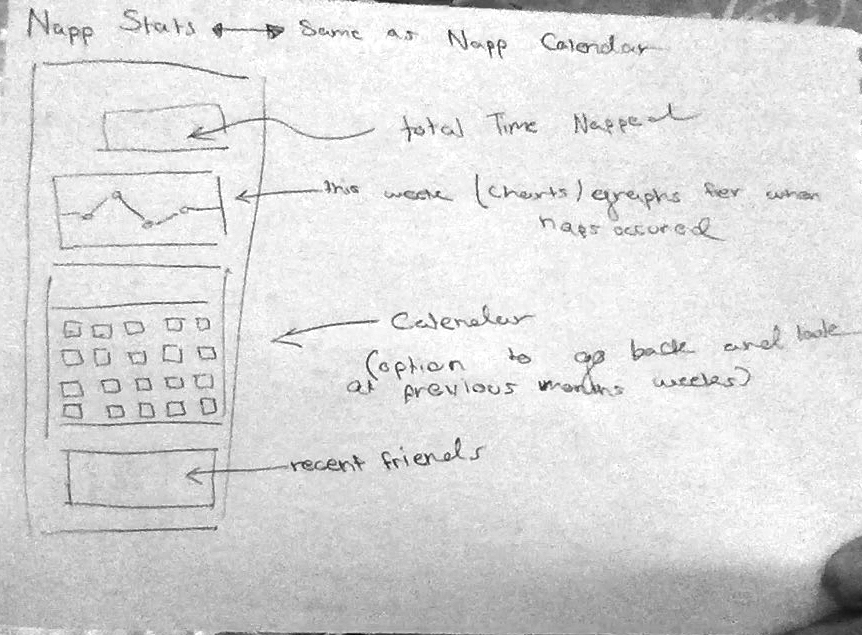 Napp Stats ↔ Same as Napp Calendar
total Time Napped
this week (charts) graphs for when
naps occured
Calendar
(option to go back and look
at previous months weeks)
recent friends